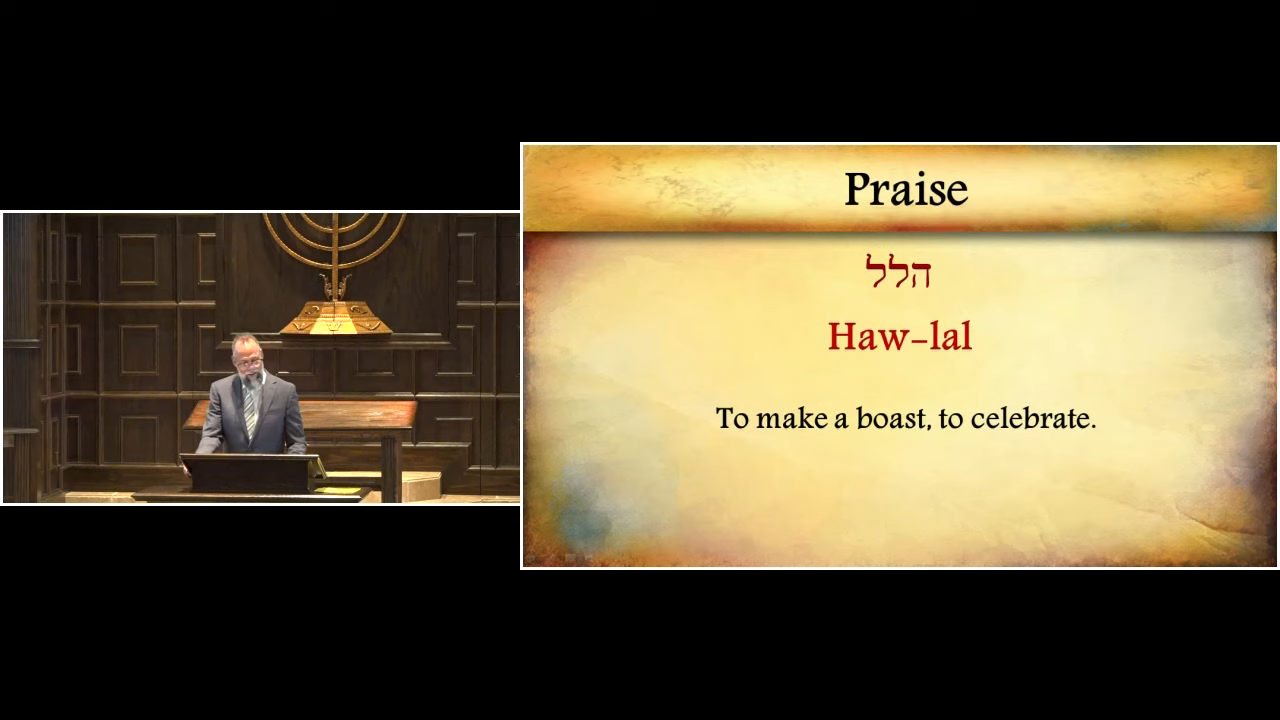 Praise
הלל
Haw-lal
To make a boast, to celebrate.